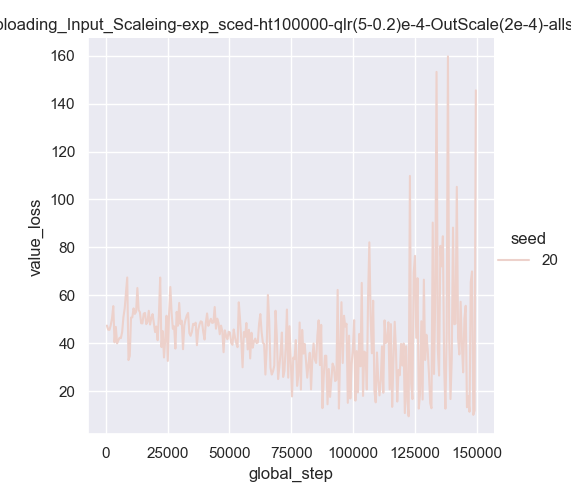 ploading_Input_Scaleing-exp_sced-ht100000-qlr(5-0.2)e-4-OutScale(2e-4)-alls
160
140
120
100
80
60
40
20
value_loss
0 25000 50000 75000 100000 125000 150000
global_step
seed
20